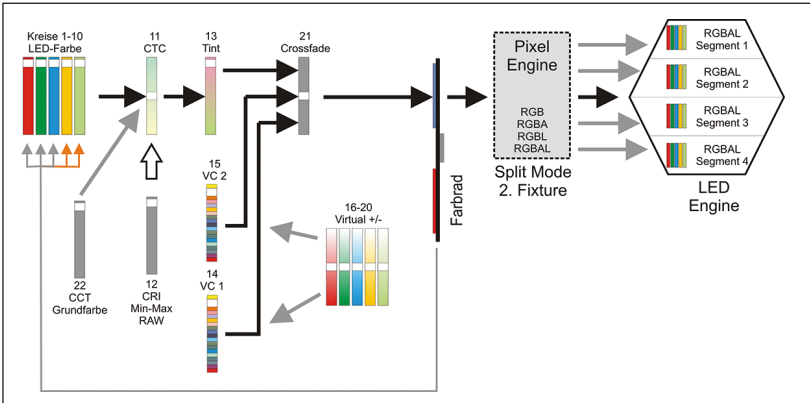 Kreise 1-10
LED-Farbe
11
CTC
13
Tint
21
Crossfade
15
VC 2
14
VC 1
16-20
Virtual +/-
22
CCT
Grundfarbe
12
CRI
Min-Max
RAW
Farbrad
Pixel
Engine
RGB
RGBA
RGBL
RGBAL
Split Mode
2. Fixture
RGBAL
Segment 1
RGBAL
Segment 2
RGBAL
Segment 3
RGBAL
Segment 4
LED
Engine